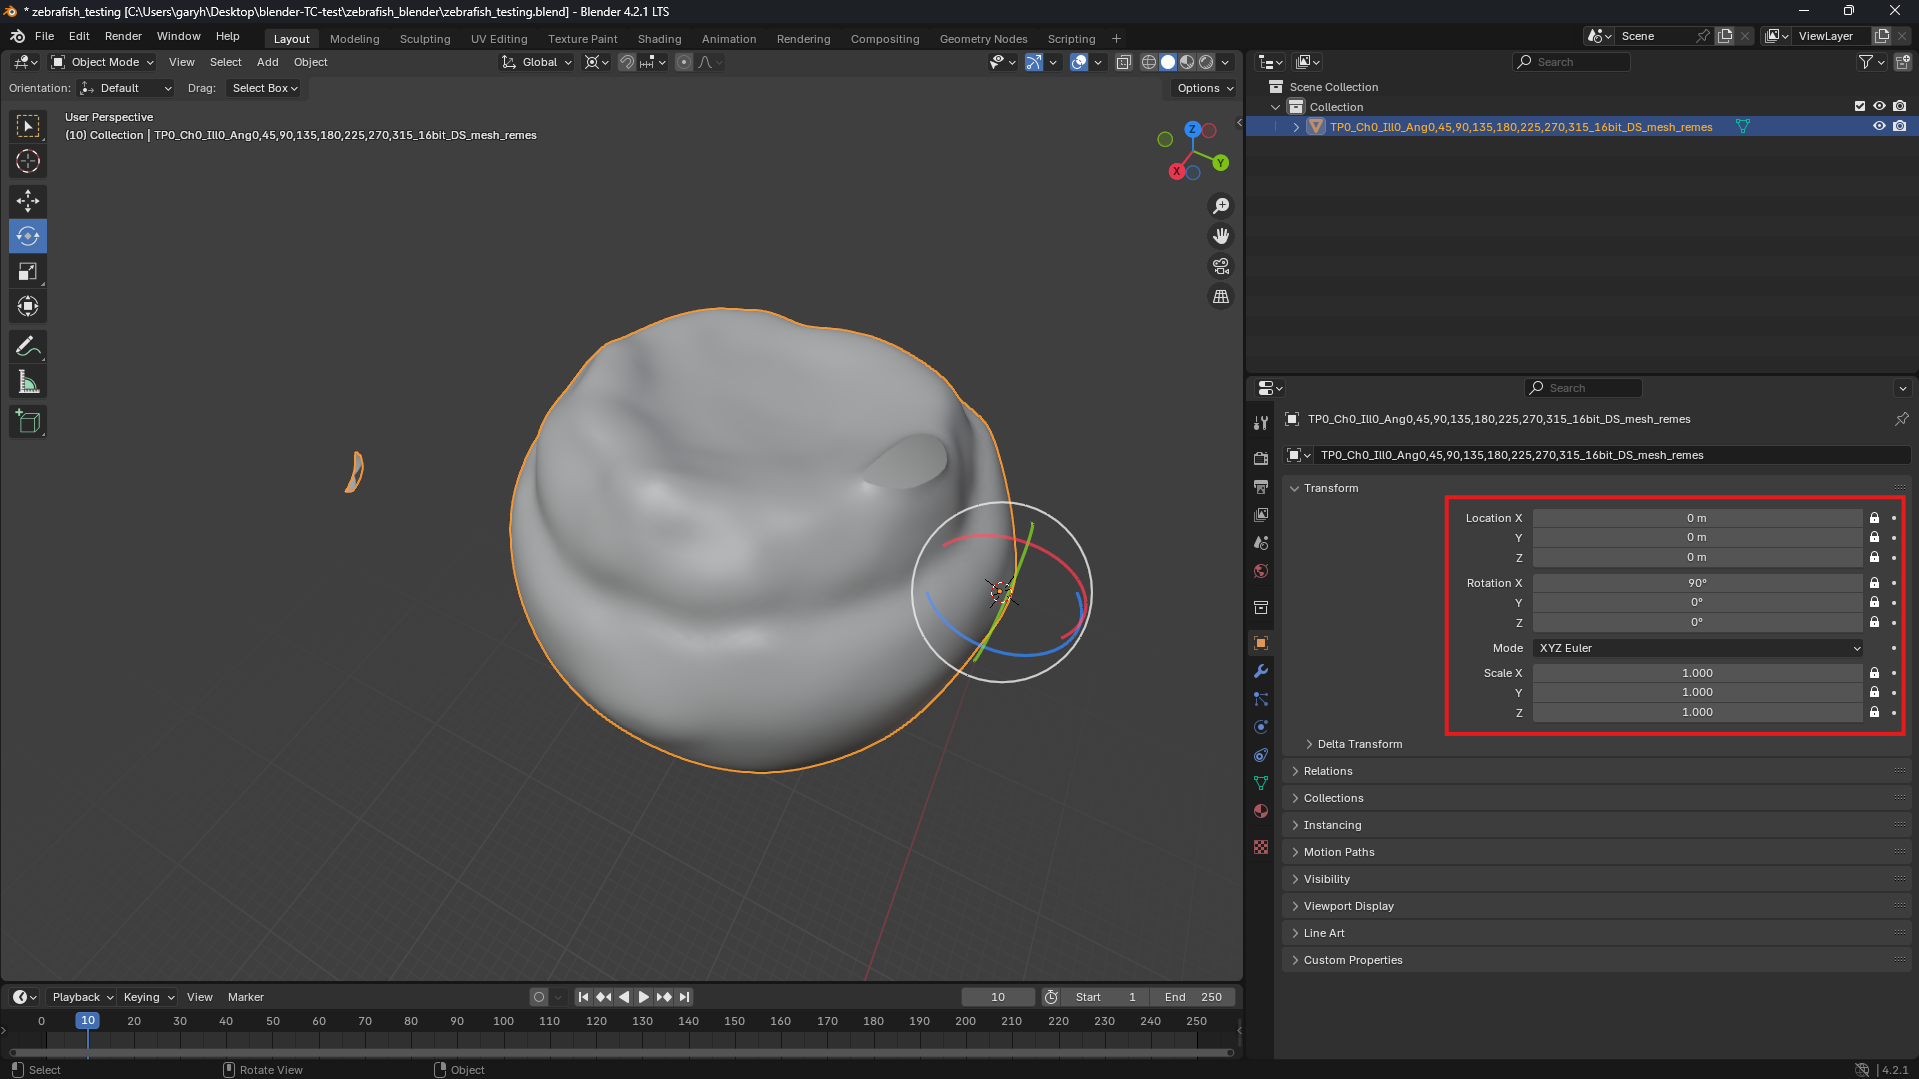 * zebrafish_testing [C:\Users\garyh\Desktop\blender-TC-test\zebrafish_blender\zebrafish_testing.blend] - Blender 4.2.1 LTS
File Edit Render Window Help Layout Modeling Sculpting UV Editing Texture Paint Shading Animation Rendering Compositing Geometry Nodes Scripting + Scene ViewLayer
Object Mode View Select Add Object Global Search
Orientation: Default Drag: Select Box Options
Scene Collection
Collection
TP0_Ch0_Ill0_Ang0,45,90,135,180,225,270,315_16bit_DS_mesh_remes
User Perspective
(10) Collection | TP0_Ch0_Ill0_Ang0,45,90,135,180,225,270,315_16bit_DS_mesh_remes
Z
Y
X
Search
TP0_Ch0_Ill0_Ang0,45,90,135,180,225,270,315_16bit_DS_mesh_remes
TP0_Ch0_Ill0_Ang0,45,90,135,180,225,270,315_16bit_DS_mesh_remes
Transform
Location X 0 m
Y 0 m
Z 0 m
Rotation X 90°
Y 0°
Z 0°
Mode XYZ Euler
Scale X 1.000
Y 1.000
Z 1.000
Delta Transform
Relations
Collections
Instancing
Motion Paths
Visibility
Viewport Display
Line Art
Custom Properties
Playback Keying View Marker 10 Start 1 End 250
0 10 20 30 40 50 60 70 80 90 100 110 120 130 140 150 160 170 180 190 200 210 220 230 240 250
Select Rotate View Object 4.2.1